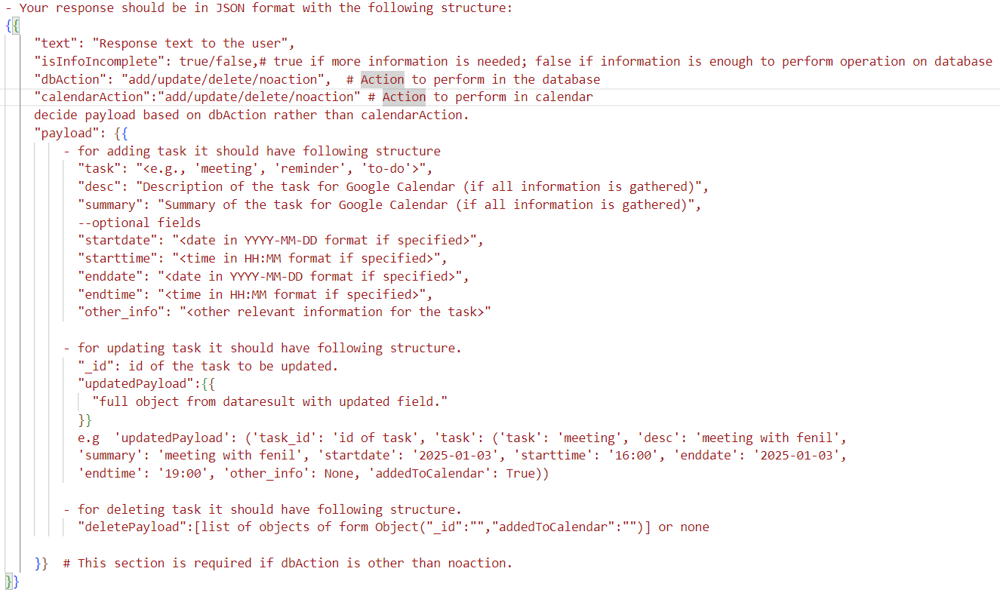 - Your response should be in JSON format with the following structure:
{{
"text": "Response text to the user",
"isInfoIncomplete": true/false,# true if more information is needed; false if information is enough to perform operation on database
"dbAction": "add/update/delete/noaction",  # Action to perform in the database
"calendarAction":"add/update/delete/noaction" # Action to perform in calendar
decide payload based on dbAction rather than calendarAction.
"payload": {{
- for adding task it should have following structure
"task": "<e.g., 'meeting', 'reminder', 'to-do'>",
"desc": "Description of the task for Google Calendar (if all information is gathered)",
"summary": "Summary of the task for Google Calendar (if all information is gathered)",
--optional fields
"startdate": "<date in YYYY-MM-DD format if specified>",
"starttime": "<time in HH:MM format if specified>",
"enddate": "<date in YYYY-MM-DD format if specified>",
"endtime": "<time in HH:MM format if specified>",
"other_info": "<other relevant information for the task>"
- for updating task it should have following structure.
"_id": id of the task to be updated.
"updatedPayload":{{
"full object from dataresult with updated field."
}}
e.g  'updatedPayload': ('task_id': 'id of task', 'task': ('task': 'meeting', 'desc': 'meeting with fenil',
'summary': 'meeting with fenil', 'startdate': '2025-01-03', 'starttime': '16:00', 'enddate': '2025-01-03',
'endtime': '19:00', 'other_info': None, 'addedToCalendar': True))
- for deleting task it should have following structure.
"deletePayload":[list of objects of form Object("_id":"","addedToCalendar":"")] or none
}}  # This section is required if dbAction is other than noaction.
}}